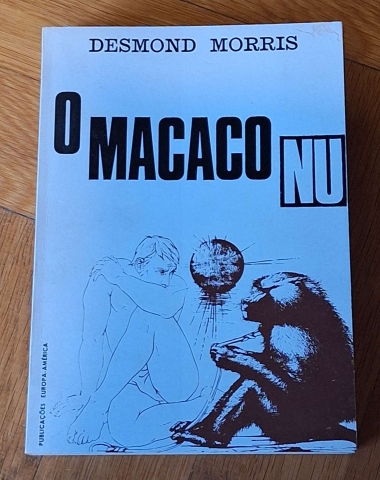 DESMOND MORRIS
O MACACO NU
PUBLICAÇÕES EUROPA-AMÉRICA